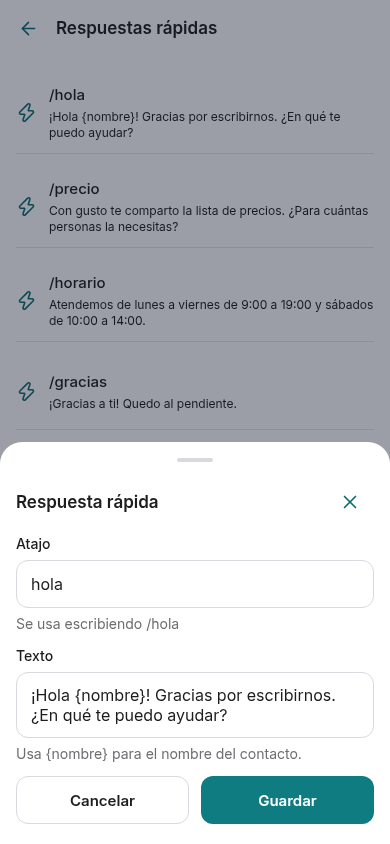 Respuestas rápidas
/hola
¡Hola {nombre}! Gracias por escribirnos. ¿En qué te
puedo ayudar?
/precio
Con gusto te comparto la lista de precios. ¿Para cuántas
personas la necesitas?
/horario
Atendemos de lunes a viernes de 9:00 a 19:00 y sábados
de 10:00 a 14:00.
/gracias
¡Gracias a ti! Quedo al pendiente.
Respuesta rápida
Atajo
hola
Se usa escribiendo /hola
Texto
¡Hola {nombre}! Gracias por escribirnos.
¿En qué te puedo ayudar?
Usa {nombre} para el nombre del contacto.
Cancelar
Guardar